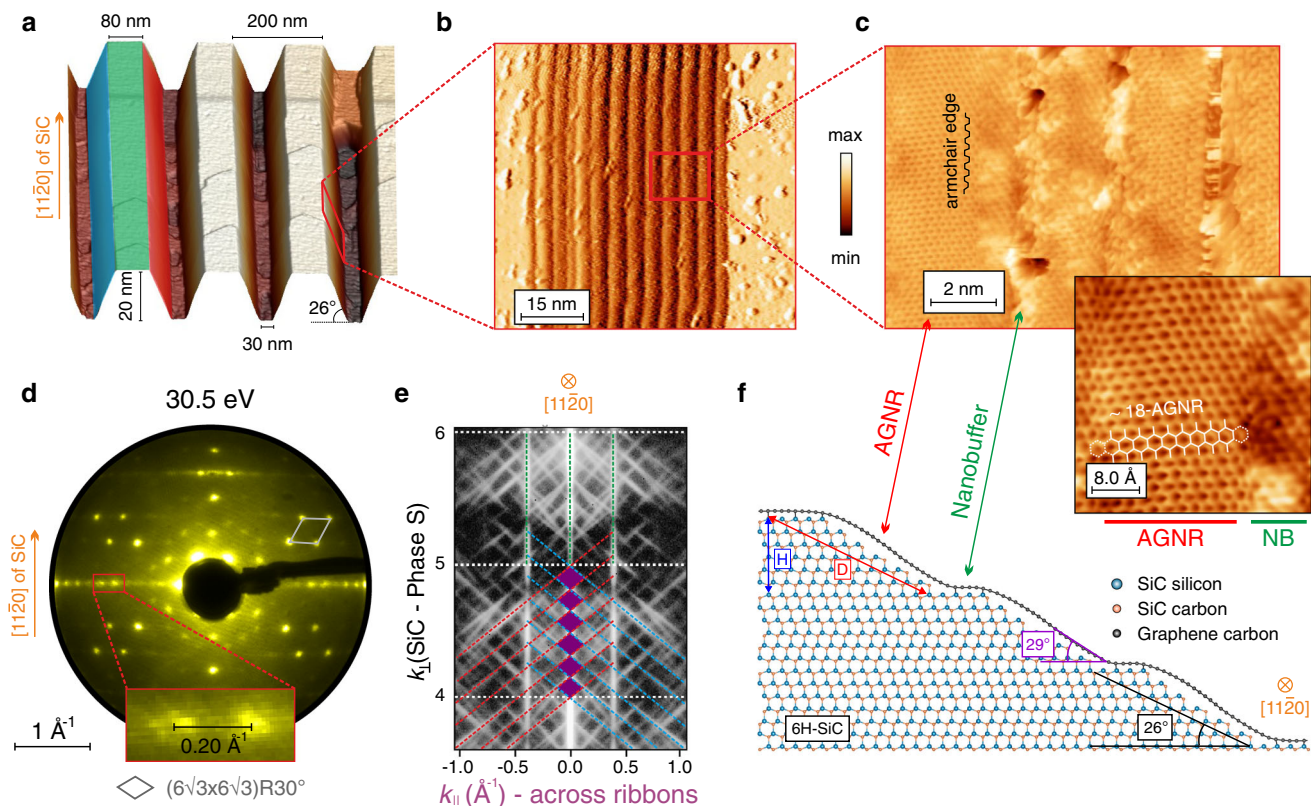 a
80 nm
200 nm
[112̅0] of SiC
20 nm
26°
30 nm
b
15 nm
c
max
min
armchair edge
2 nm
~ 18-AGNR
8.0 Å
AGNR
NB
AGNR
Nanobuffer
d
30.5 eV
[112̅0] of SiC
0.20 Å⁻¹
1 Å⁻¹
(6√3x6√3)R30°
e
⊗
[112̅0]
k⊥(SiC - Phase S)
6
5
4
-1.0
-0.5
0.0
0.5
1.0
k|| (Å⁻¹) - across ribbons
f
H
D
SiC silicon
SiC carbon
Graphene carbon
29°
26°
6H-SiC
⊗
[112̅0]